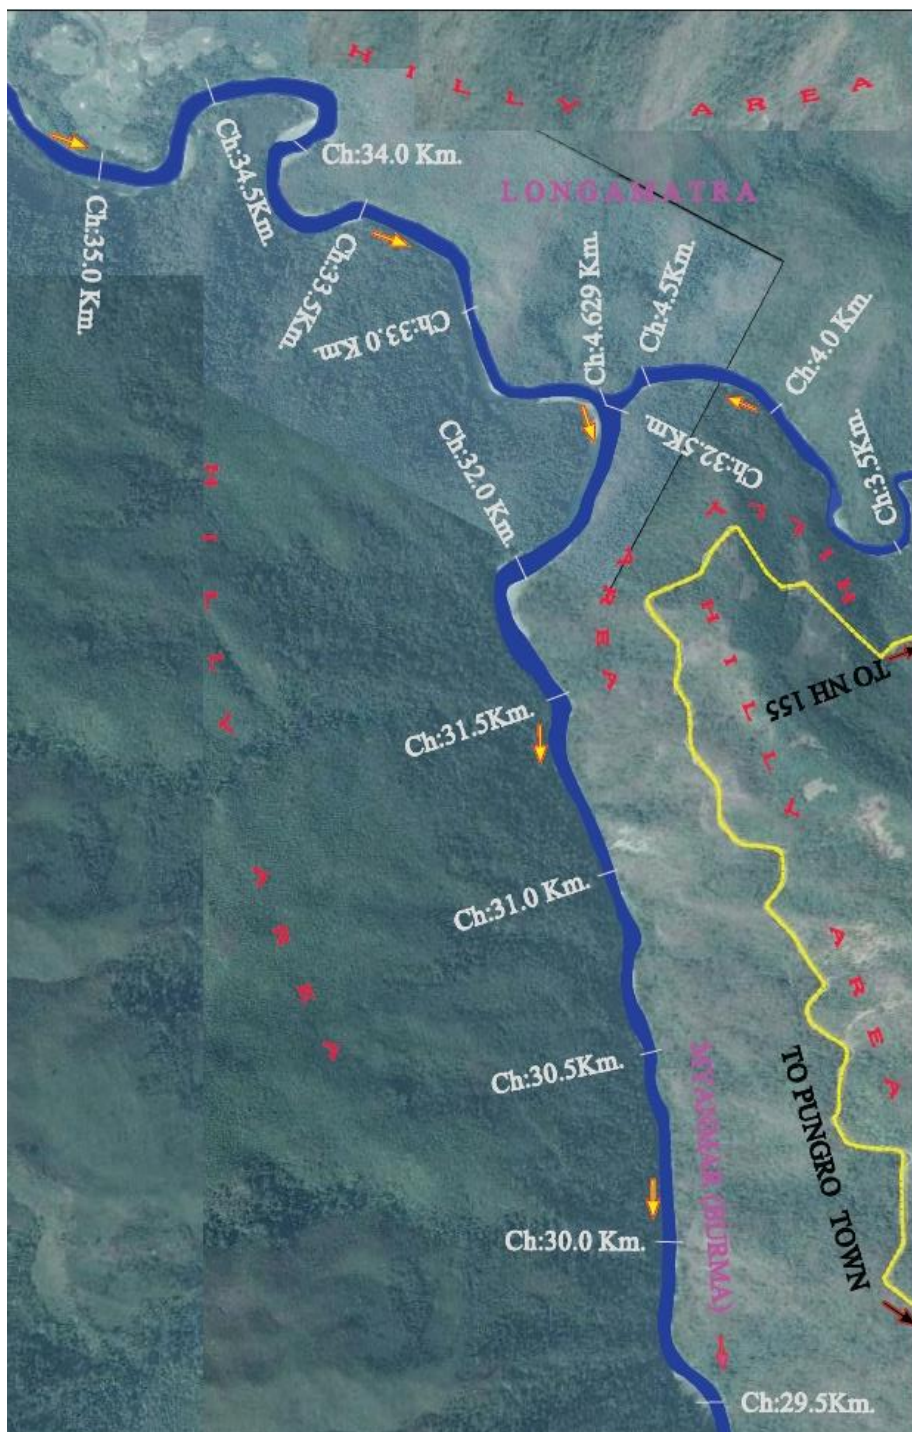 HILLY AREA
Ch:34.0 Km.
Ch:34.5Km.
LONGAMATRA
Ch:35.0 Km.
Ch:33.5Km.
Ch:33.0 Km.
Ch:4.629 Km.
Ch:4.5Km.
Ch:4.0 Km.
Ch:3.5Km.
Ch:32.5Km.
Ch:32.0 Km.
HILLY
AREA
HILLY
AREA
TO NH 155
HILLY
AREA
Ch:31.5Km.
Ch:31.0 Km.
Ch:30.5Km.
MYANMAR (BURMA)
TO PUNGRO TOWN
Ch:30.0 Km.
Ch:29.5Km.